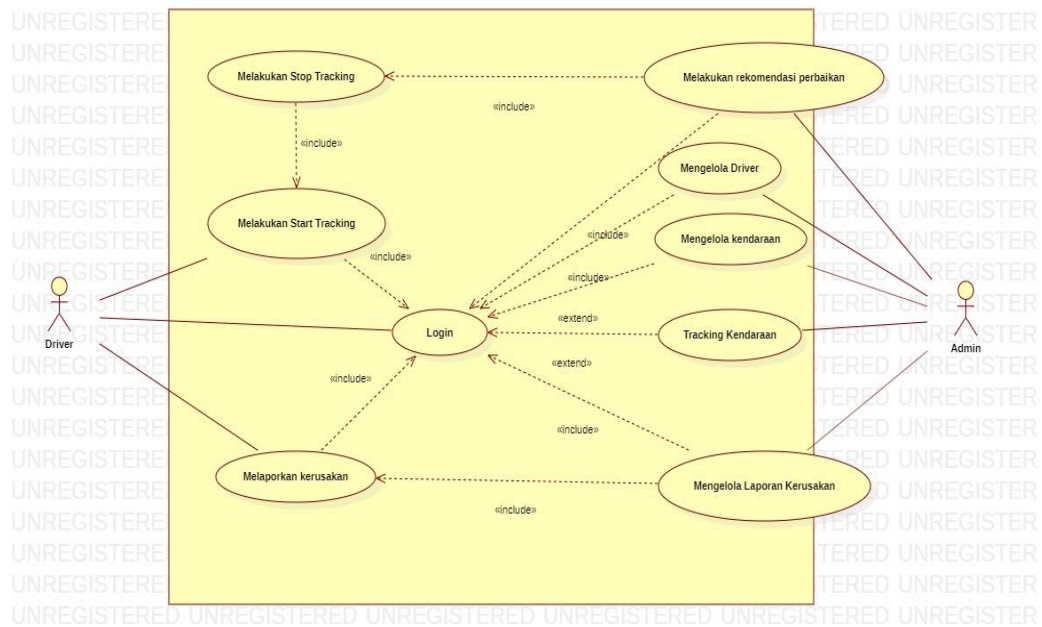 Melakukan Stop Tracking
Melakukan rekomendasi perbaikan
«include»
«include»
Mengelola Driver
Melakukan Start Tracking
«include»
Mengelola kendaraan
«include»
«include»
Driver
Login
«extend»
Tracking Kendaraan
Admin
«extend»
«include»
«include»
Melaporkan kerusakan
Mengelola Laporan Kerusakan
«include»
UNREGISTERED UNREGISTERED UNREGISTERED UNREGISTERED UNREGISTERED UNREGISTER